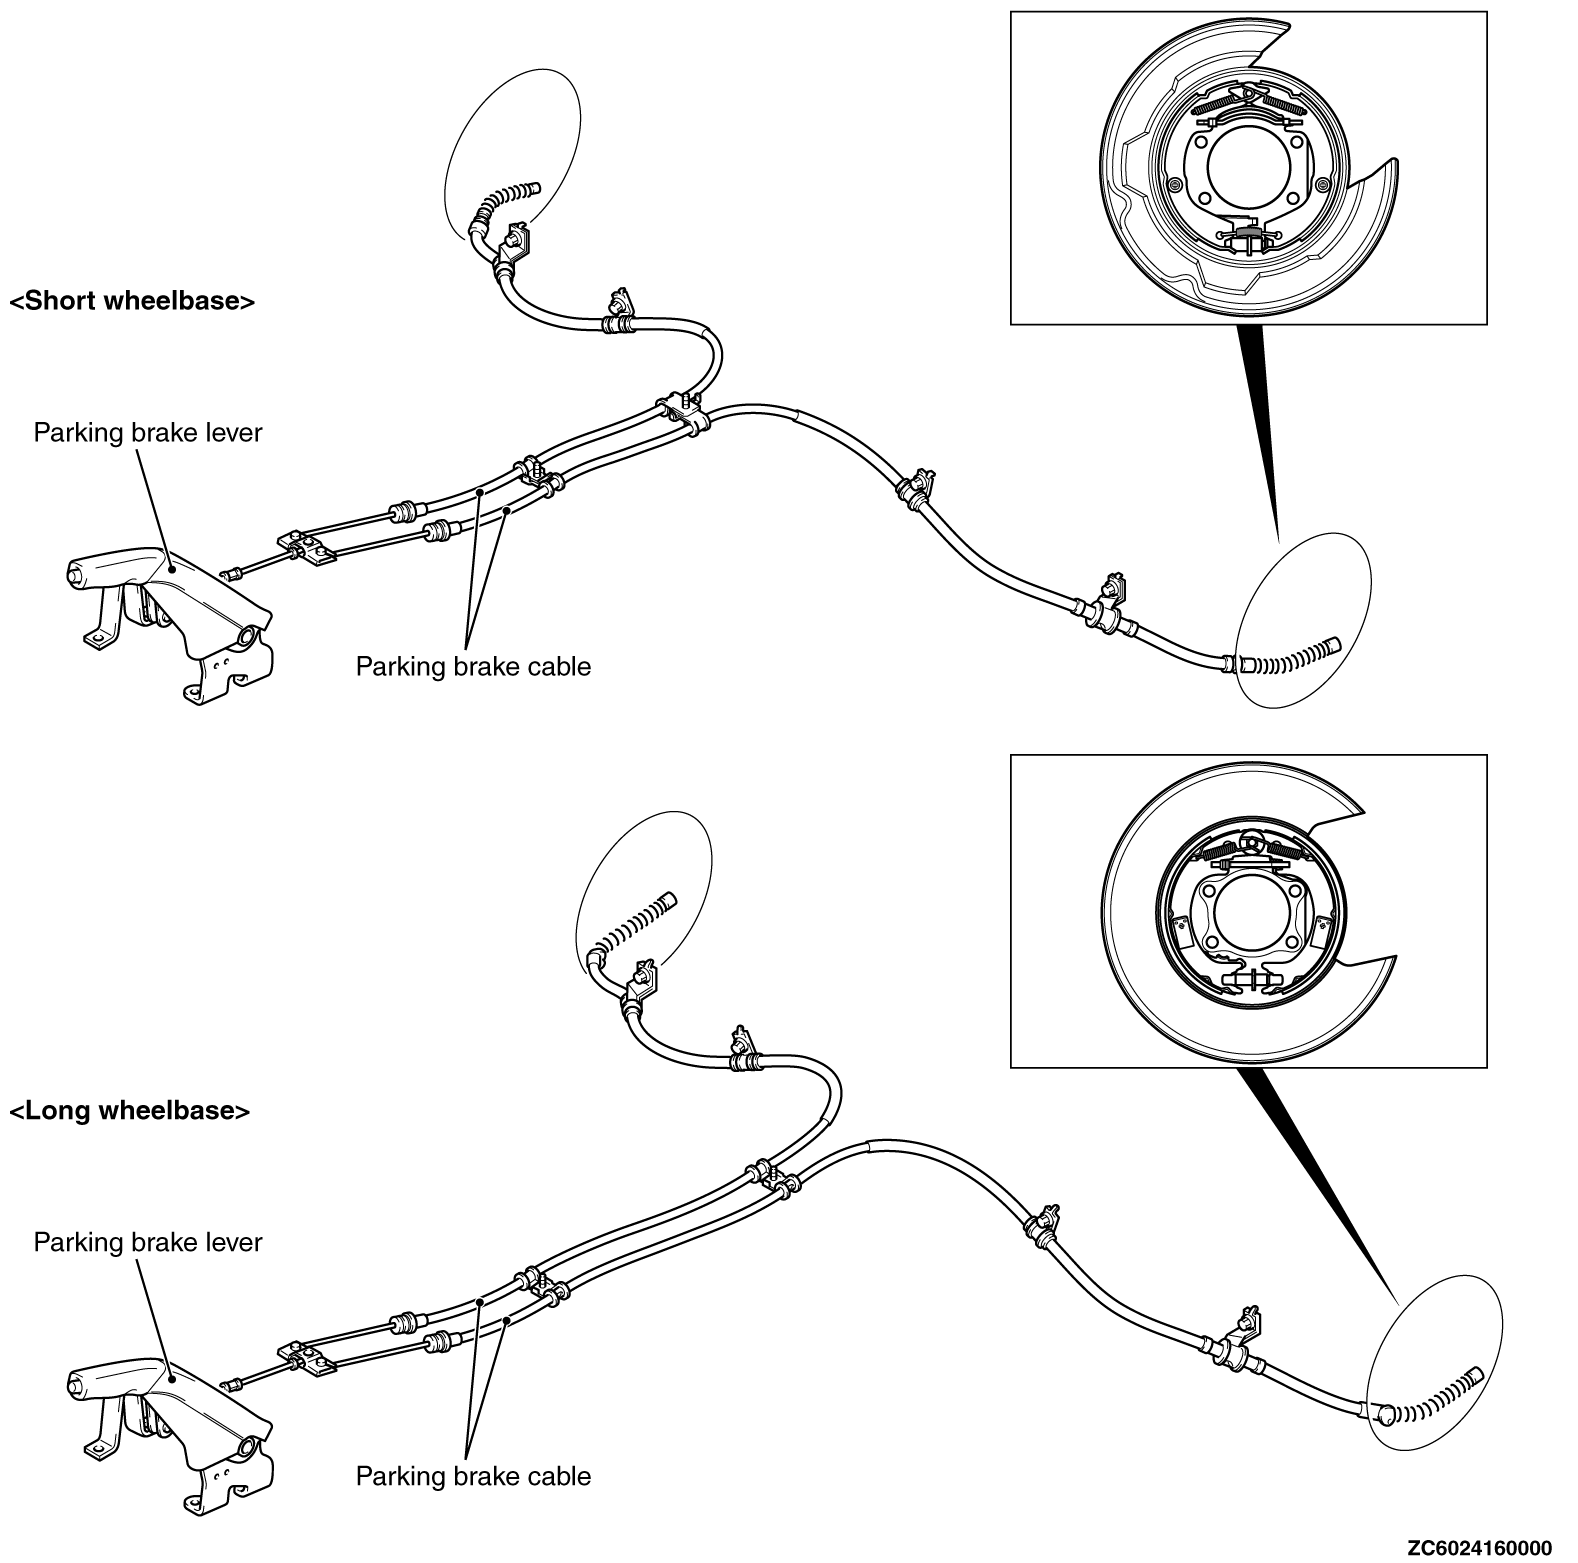 <Short wheelbase>
Parking brake lever
Parking brake cable
<Long wheelbase>
Parking brake lever
Parking brake cable
ZC6024160000